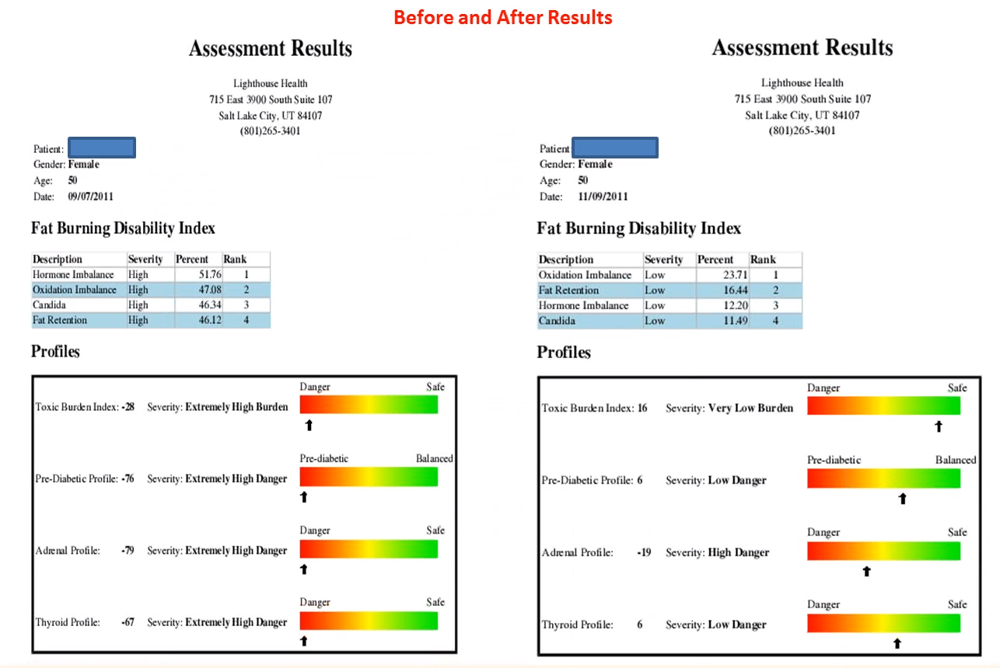 Before and After Results
Assessment Results
Lighthouse Health
715 East 3900 South Suite 107
Salt Lake City, UT 84107
(801)265-3401
Patient:
Gender: Female
Age: 50
Date: 09/07/2011
Fat Burning Disability Index
Description Severity Percent Rank
Hormone Imbalance High 51.76 1
Oxidation Imbalance High 47.08 2
Candida High 46.34 3
Fat Retention High 46.12 4
Profiles
Danger Safe
Toxic Burden Index: -28 Severity: Extremely High Burden
Pre-diabetic Balanced
Pre-Diabetic Profile: -76 Severity: Extremely High Danger
Danger Safe
Adrenal Profile: -79 Severity: Extremely High Danger
Danger Safe
Thyroid Profile: -67 Severity: Extremely High Danger
Assessment Results
Lighthouse Health
715 East 3900 South Suite 107
Salt Lake City, UT 84107
(801)265-3401
Patient
Gender: Female
Age: 50
Date: 11/09/2011
Fat Burning Disability Index
Description Severity Percent Rank
Oxidation Imbalance Low 23.71 1
Fat Retention Low 16.44 2
Hormone Imbalance Low 12.20 3
Candida Low 11.49 4
Profiles
Danger Safe
Toxic Burden Index: 16 Severity: Very Low Burden
Pre-diabetic Balanced
Pre-Diabetic Profile: 6 Severity: Low Danger
Danger Safe
Adrenal Profile: -19 Severity: High Danger
Danger Safe
Thyroid Profile: 6 Severity: Low Danger